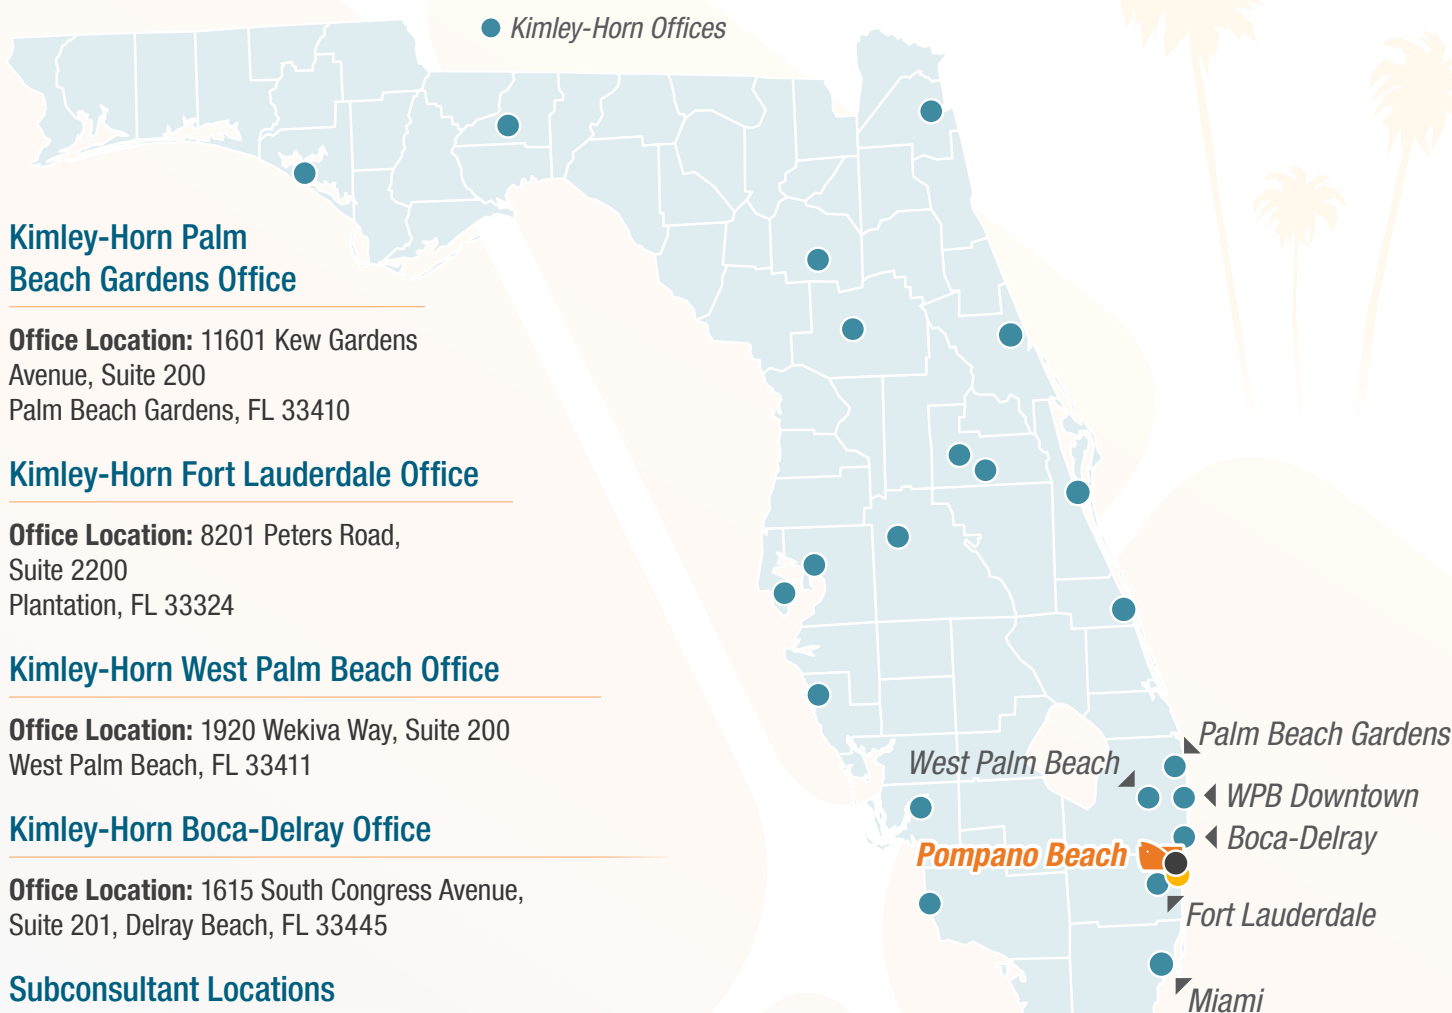 Kimley-Horn Offices
Kimley-Horn Palm
Beach Gardens Office
Office Location: 11601 Kew Gardens
Avenue, Suite 200
Palm Beach Gardens, FL 33410
Kimley-Horn Fort Lauderdale Office
Office Location: 8201 Peters Road,
Suite 2200
Plantation, FL 33324
Kimley-Horn West Palm Beach Office
Office Location: 1920 Wekiva Way, Suite 200
West Palm Beach, FL 33411
Kimley-Horn Boca-Delray Office
Office Location: 1615 South Congress Avenue,
Suite 201, Delray Beach, FL 33445
Subconsultant Locations
Palm Beach Gardens
West Palm Beach
WPB Downtown
Boca-Delray
Pompano Beach
Fort Lauderdale
Miami